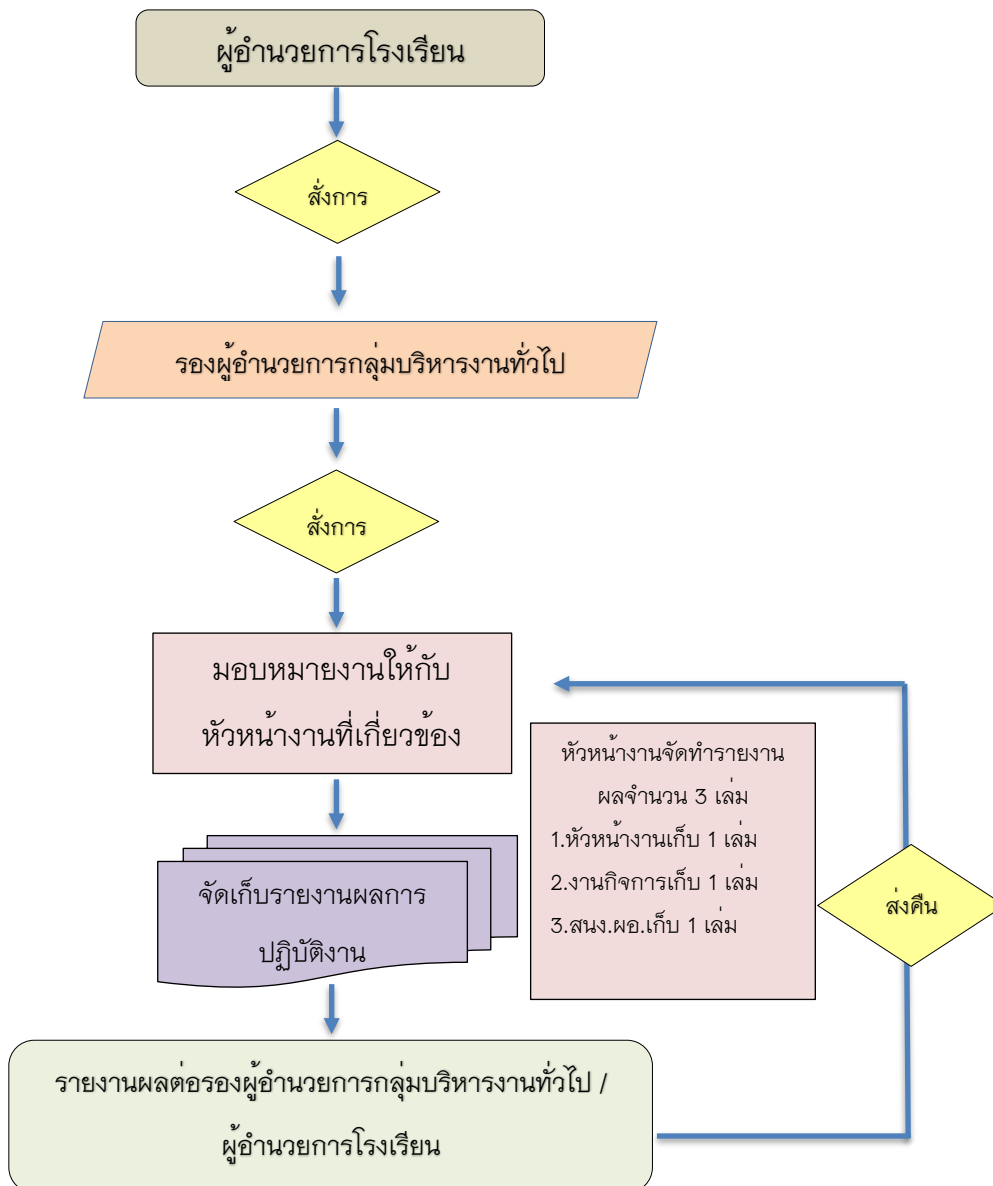 ผู้อำนวยการโรงเรียน
สั่งการ
รองผู้อำนวยการกลุ่มบริหารงานทั่วไป
สั่งการ
มอบหมายงานให้กับ
หัวหน้างานที่เกี่ยวข้อง
หัวหน้างานจัดทำรายงาน
ผลจำนวน 3 เล่ม
1.หัวหน้างานเก็บ 1 เล่ม
2.งานกิจการเก็บ 1 เล่ม
3.สนง.ผอ.เก็บ 1 เล่ม
ส่งคืน
จัดเก็บรายงานผลการ
ปฏิบัติงาน
รายงานผลต่อรองผู้อำนวยการกลุ่มบริหารงานทั่วไป /
ผู้อำนวยการโรงเรียน